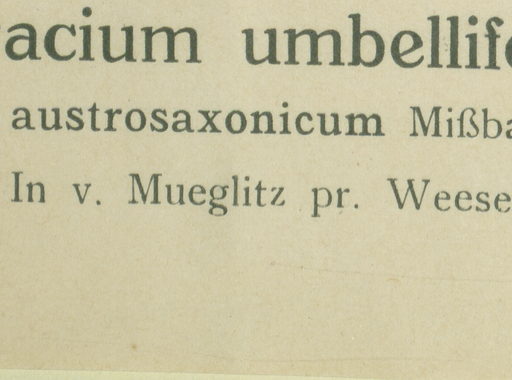 acium umbellif
austrosaxonicum Mißba
In v. Mueglitz pr. Weese